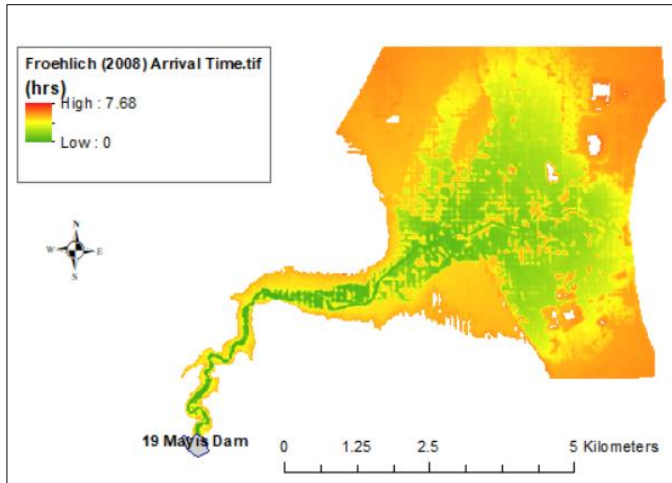 Froehlich (2008) Arrival Time.tif
(hrs)
High : 7.68
Low : 0
N
W E
S
19 Mayis Dam
0 1.25 2.5 5 Kilometers